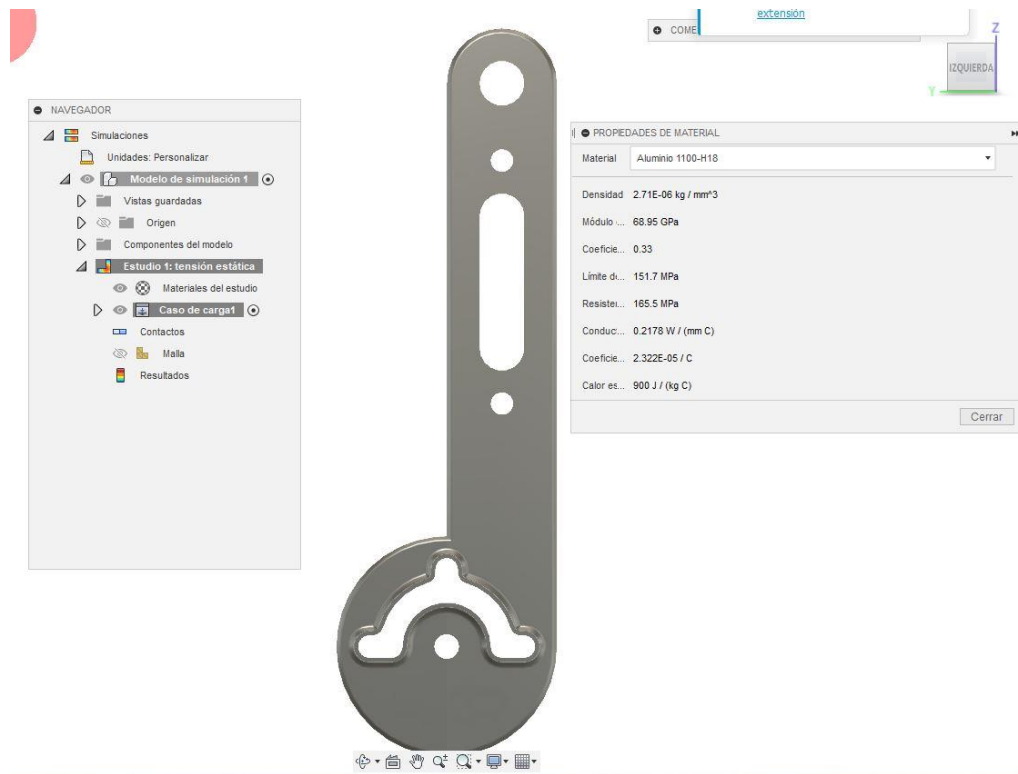 extensión
COME
Z
IZQUIERDA
Y
NAVEGADOR
Simulaciones
Unidades: Personalizar
Modelo de simulación 1
Vistas guardadas
Origen
Componentes del modelo
Estudio 1: tensión estática
Materiales del estudio
Caso de carga1
Contactos
Malla
Resultados
PROPIEDADES DE MATERIAL
Material Aluminio 1100-H18
Densidad 2.71E-06 kg / mm^3
Módulo ... 68.95 GPa
Coeficie... 0.33
Límite d... 151.7 MPa
Resister... 165.5 MPa
Conduc... 0.2178 W / (mm C)
Coeficie... 2.322E-05 / C
Calor es... 900 J / (kg C)
Cerrar